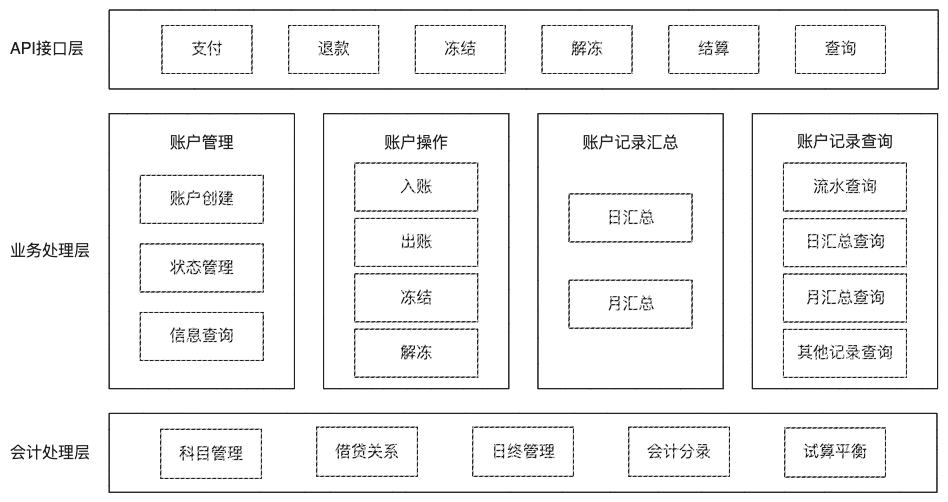 API接口层
支付
退款
冻结
解冻
结算
查询
业务处理层
账户管理
账户创建
状态管理
信息查询
账户操作
入账
出账
冻结
解冻
账户记录汇总
日汇总
月汇总
账户记录查询
流水查询
日汇总查询
月汇总查询
其他记录查询
会计处理层
科目管理
借贷关系
日终管理
会计分录
试算平衡